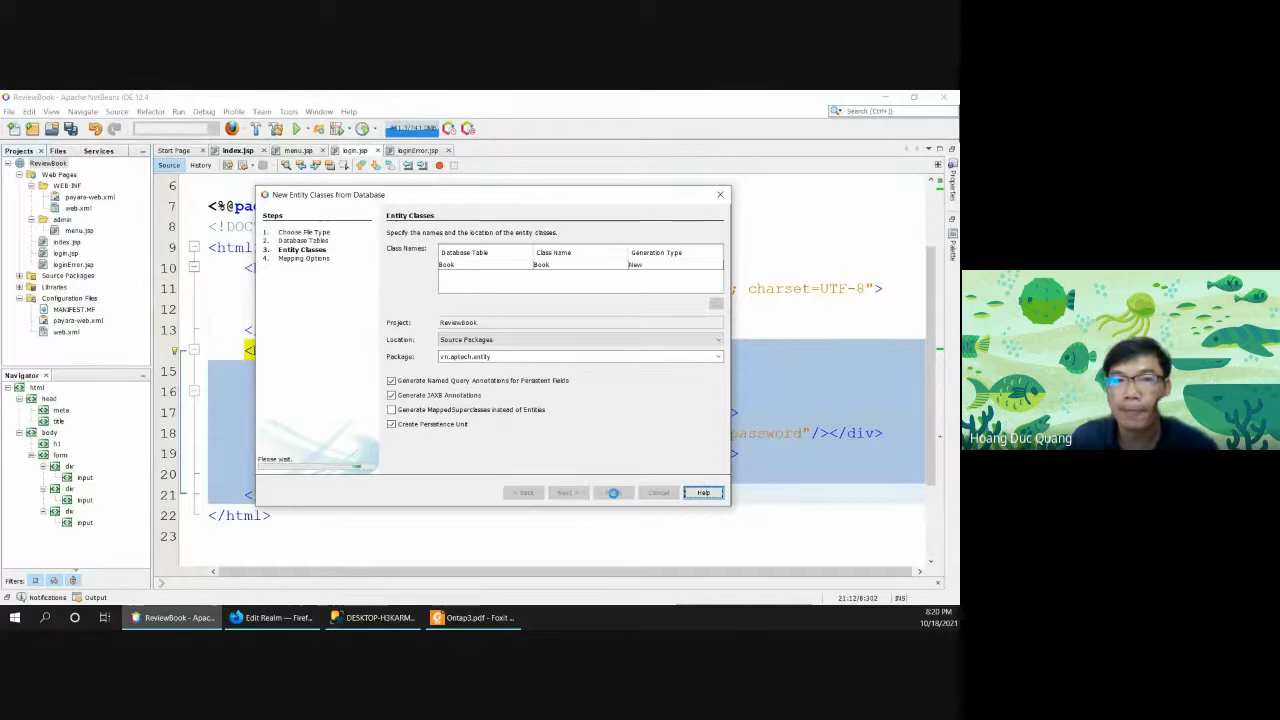 ReviewBook - Apache NetBeans IDE 12.4
File Edit View Navigate Source Refactor Run Debug Profile Team Tools Window Help
Search (Ctrl+I)
Projects × Files Services
Start Page index.jsp menu.jsp login.jsp loginError.jsp
Source History
ReviewBook
Web Pages
WEB-INF
payara-web.xml
web.xml
admin
menu.jsp
index.jsp
login.jsp
loginError.jsp
Source Packages
Libraries
Configuration Files
MANIFEST.MF
payara-web.xml
web.xml
Navigator ×
html
head
meta
title
body
h1
form
div
input
div
input
div
input
Filters:
Notifications Output
6
7 <%@pa
8 <!DOC
9 <html
10
11 ; charset=UTF-8">
12
13
15
16
17 >
18 password"/></div>
19 >
20
21
22 </html>
23
New Entity Classes from Database
Steps
1. Choose File Type
2. Database Tables
3. Entity Classes
4. Mapping Options
Please wait.
Entity Classes
Specify the names and the location of the entity classes.
Class Names:
Database Table Class Name Generation Type
Book Book New
Project: ReviewBook
Location: Source Packages
Package: vn.aptech.entity
Generate Named Query Annotations for Persistent Fields
Generate JAXB Annotations
Generate MappedSuperclasses instead of Entities
Create Persistence Unit
< Back Next > Cancel Help
Properties
Palette
21:12/8:302 INS
ReviewBook - Apac... Edit Realm — Firef... DESKTOP-H3KARM... Ontap3.pdf - Foxit ...
8:20 PM
10/18/2021
Hoang Duc Quang